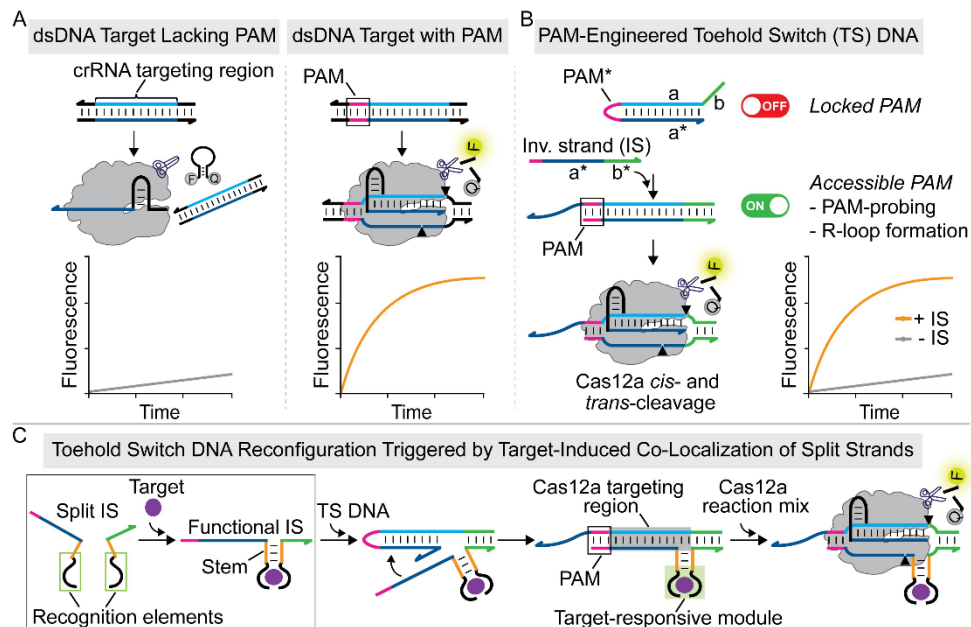 A
dsDNA Target Lacking PAM
crRNA targeting region
F
Q
Fluorescence
Time
dsDNA Target with PAM
PAM
F
Q
Fluorescence
Time
B
PAM-Engineered Toehold Switch (TS) DNA
PAM*
a
b
a*
OFF
Locked PAM
Inv. strand (IS)
a*
b*
PAM
ON
Accessible PAM
- PAM-probing
- R-loop formation
F
Q
Cas12a cis- and
trans-cleavage
Fluorescence
+ IS
- IS
Time
C
Toehold Switch DNA Reconfiguration Triggered by Target-Induced Co-Localization of Split Strands
Split IS
Recognition elements
Target
Functional IS
Stem
TS DNA
Cas12a targeting
region
PAM
Target-responsive module
Cas12a
reaction mix
F
Q